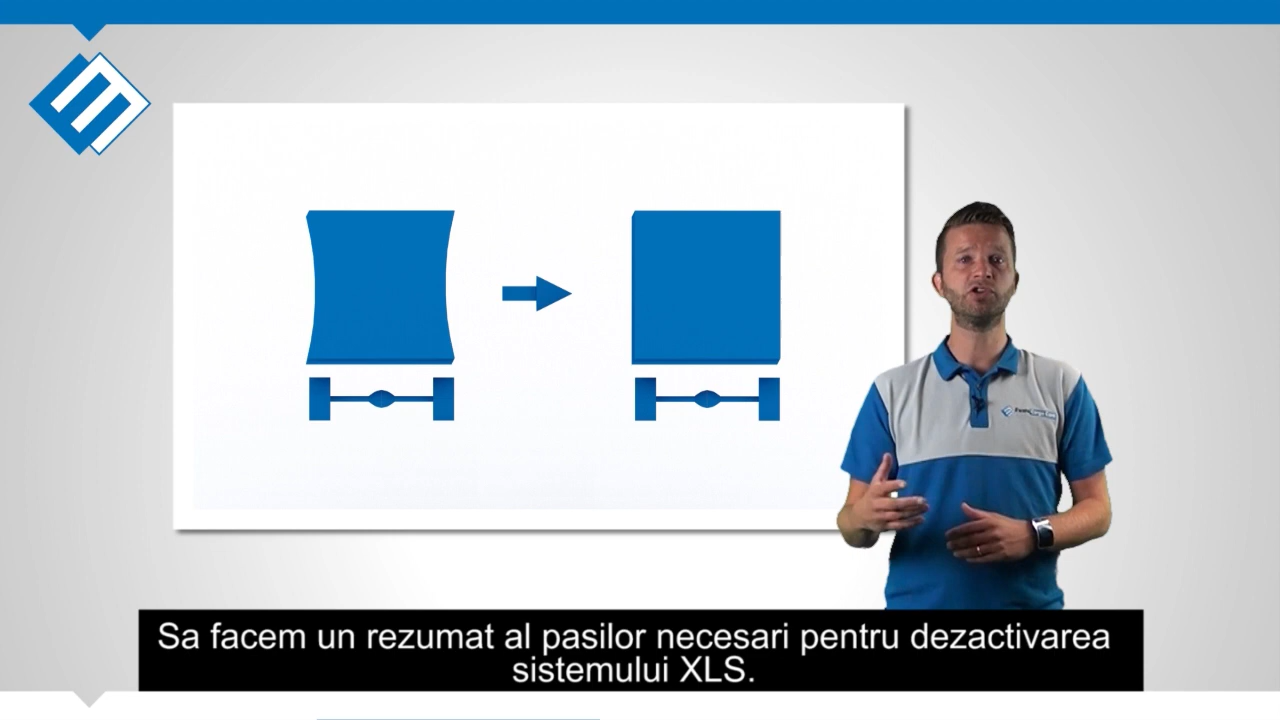 Sa facem un rezumat al pasilor necesari pentru dezactivarea
sistemului XLS.